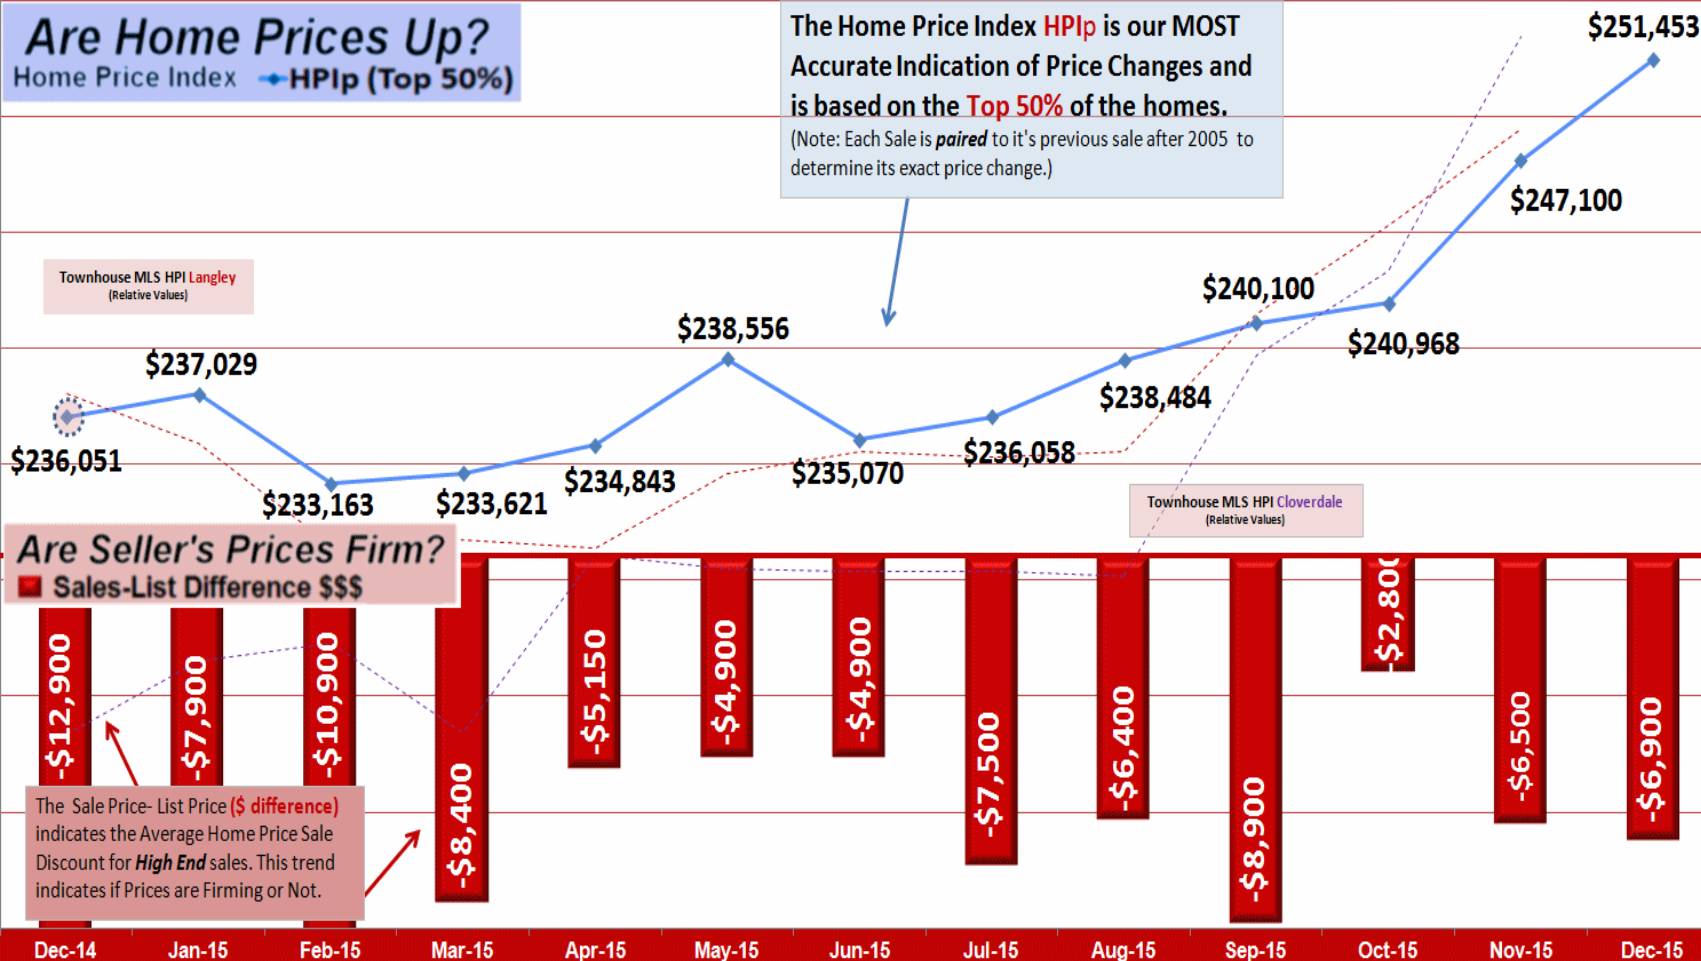 Are Home Prices Up?
Home Price Index HPIp (Top 50%)
The Home Price Index HPIp is our MOST
Accurate Indication of Price Changes and
is based on the Top 50% of the homes.
(Note: Each Sale is paired to it's previous sale after 2005 to
determine its exact price change.)
$251,453
$247,100
Townhouse MLS HPI Langley
(Relative Values)
$240,100
$240,968
$238,556
$237,029
$238,484
$236,051
$233,163
$233,621
$234,843
$235,070
$236,058
Townhouse MLS HPI Cloverdale
(Relative Values)
Are Seller's Prices Firm?
Sales-List Difference $$$
-$12,900
-$7,900
-$10,900
-$8,400
-$5,150
-$4,900
-$4,900
-$7,500
-$6,400
-$8,900
-$2,800
-$6,500
-$6,900
The Sale Price- List Price ($ difference)
indicates the Average Home Price Sale
Discount for High End sales. This trend
indicates if Prices are Firming or Not.
Dec-14 Jan-15 Feb-15 Mar-15 Apr-15 May-15 Jun-15 Jul-15 Aug-15 Sep-15 Oct-15 Nov-15 Dec-15